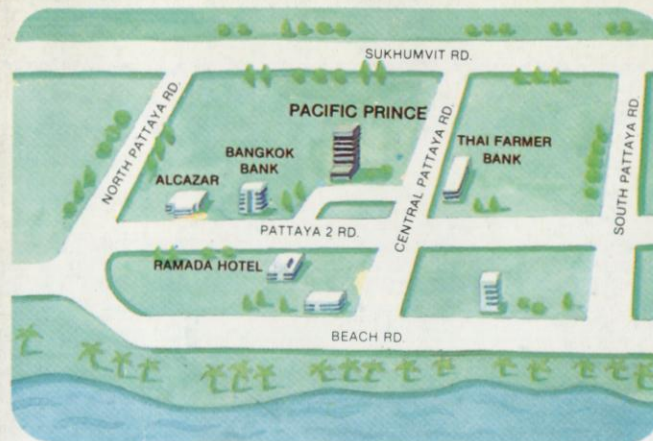 SUKHUMVIT RD.
PACIFIC PRINCE
NORTH PATTAYA RD.
BANGKOK
BANK
ALCAZAR
CENTRAL PATTAYA RD.
THAI FARMER
BANK
SOUTH PATTAYA RD.
PATTAYA 2 RD.
RAMADA HOTEL
BEACH RD.